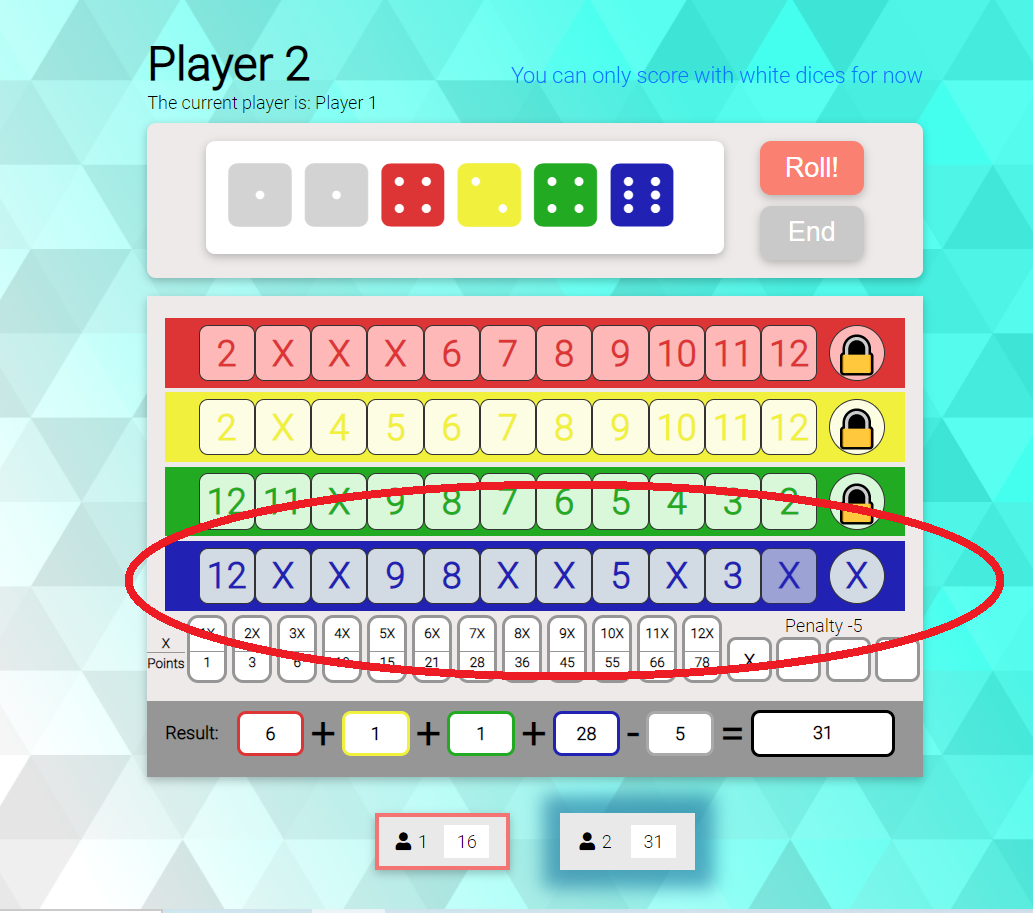 Player 2
You can only score with white dices for now
The current player is: Player 1
Roll!
End
2 X X X 6 7 8 9 10 11 12
2 X 4 5 6 7 8 9 10 11 12
12 11 X 9 8 7 6 5 4 3 2
12 X X 9 8 X X 5 X 3 X X
Penalty -5
X 1X 2X 3X 4X 5X 6X 7X 8X 9X 10X 11X 12X
Points 1 3 6 10 15 21 28 36 45 55 66 78 X
Result: 6 + 1 + 1 + 28 - 5 = 31
1 16 2 31